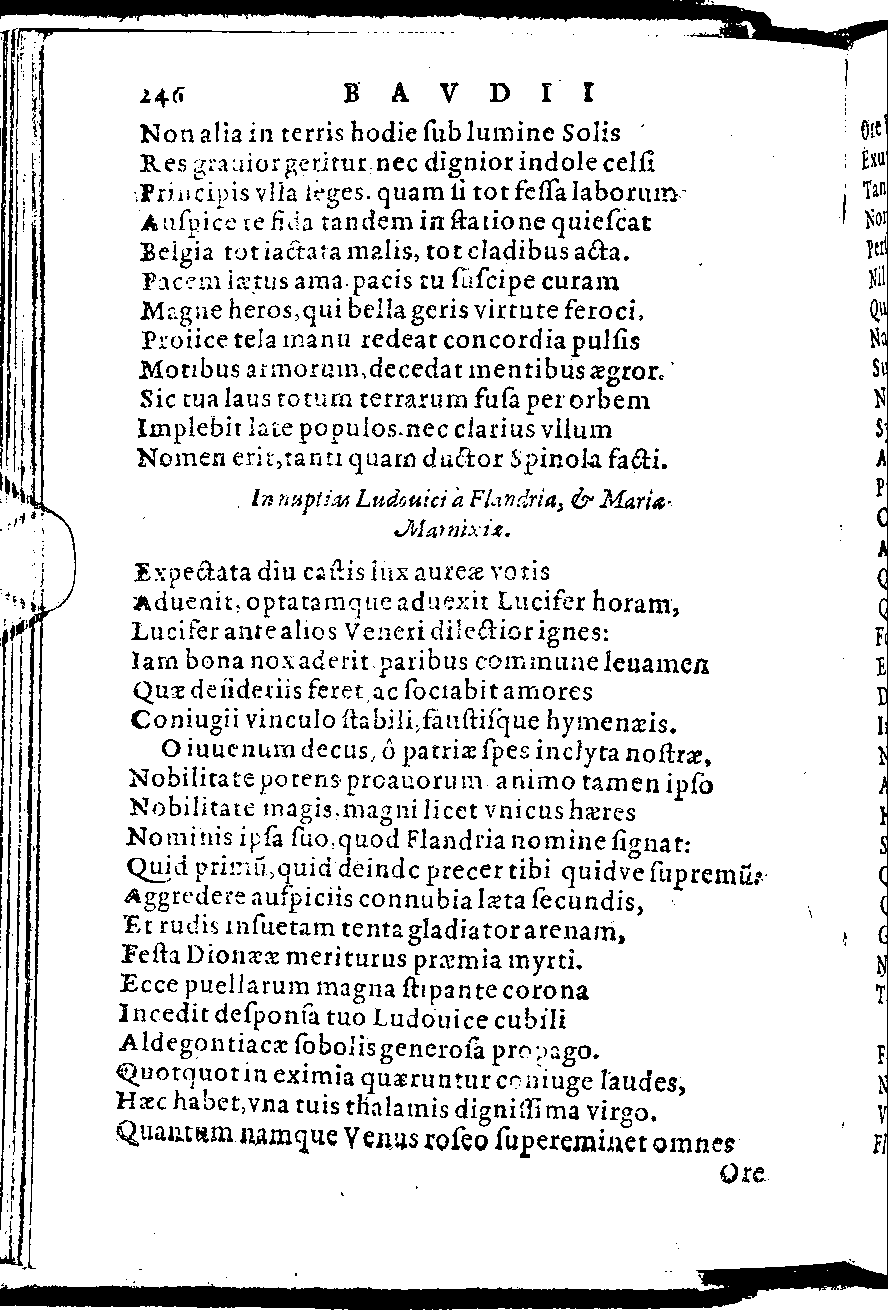 246 BAVDII
Non alia in terris hodie ſub lumine Solis
Res grauior geritur nec dignior indole celſi
Principis vlla leges. quam ſi tot feſſa laborum
Auſpice te fida tandem in ſtatione quieſcat
Belgia tot iactata malis, tot cladibus acta.
Pacem lætus ama. pacis tu ſuſcipe curam
Magne heros, qui bella geris virtute feroci,
Proiice tela manu redeat concordia pulſis
Motibus armorum, decedat mentibus ægror.
Sic tua laus totum terrarum fuſa per orbem
Implebit late populos. nec clarius vllum
Nomen erit, tanti quam ductor Spinola facti.
In nuptias Ludouici à Flandria, & Mariæ
Marnixiæ.
Expectata diu caſtis lux aureæ votis
Aduenit, optatamque aduexit Lucifer horam,
Lucifer ante alios Veneri dilectior ignes:
Iam bona nox aderit paribus commune leuamen
Quæ deſideriis feret, ac ſociabit amores
Coniugii vinculo ſtabili, fauſtiſque hymenæis.
O iuuenum decus, ô patriæ ſpes inclyta noſtræ,
Nobilitate potens proauorum animo tamen ipſo
Nobilitate magis. magni licet vnicus hæres
Nominis ipſa ſuo, quod Flandria nomine ſignat:
Quid primū, quid deinde precer tibi quidve ſupremū?
Aggredere auſpiciis connubia læta ſecundis,
Et rudis inſuetam tenta gladiator arenam,
Feſta Dionææ meriturus præmia myrti.
Ecce puellarum magna ſtipante corona
Incedit deſponſa tuo Ludouice cubili
Aldegontiacæ ſobolis generoſa propago.
Quotquot in eximia quæruntur coniuge laudes,
Hæc habet, vna tuis thalamis digniſſima virgo.
Quantum namque Venus roſeo ſupereminet omnes
Ore
Ore
Exu
Tan
Non
Perf
Nil
Qu
Na